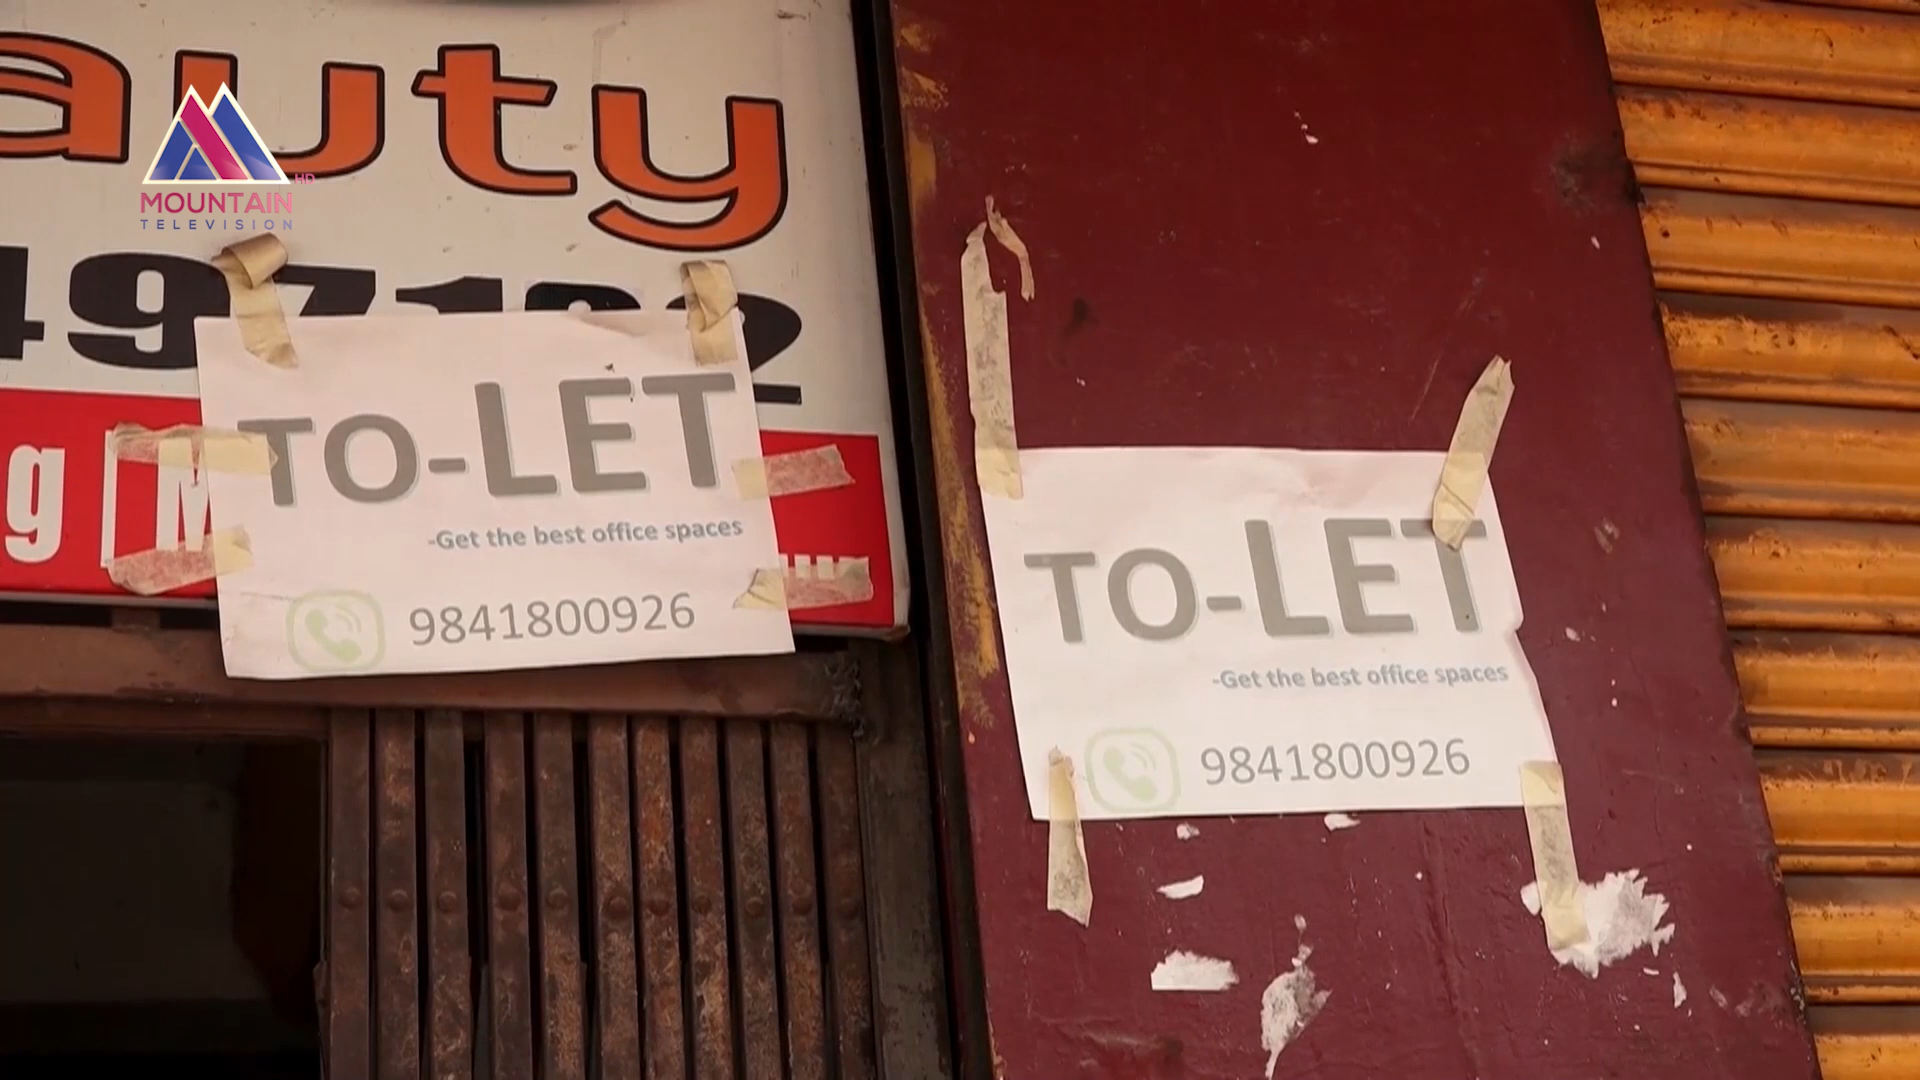 auty
MOUNTAIN HD
TELEVISION
TO-LET
-Get the best office spaces
9841800926
TO-LET
-Get the best office spaces
9841800926
g